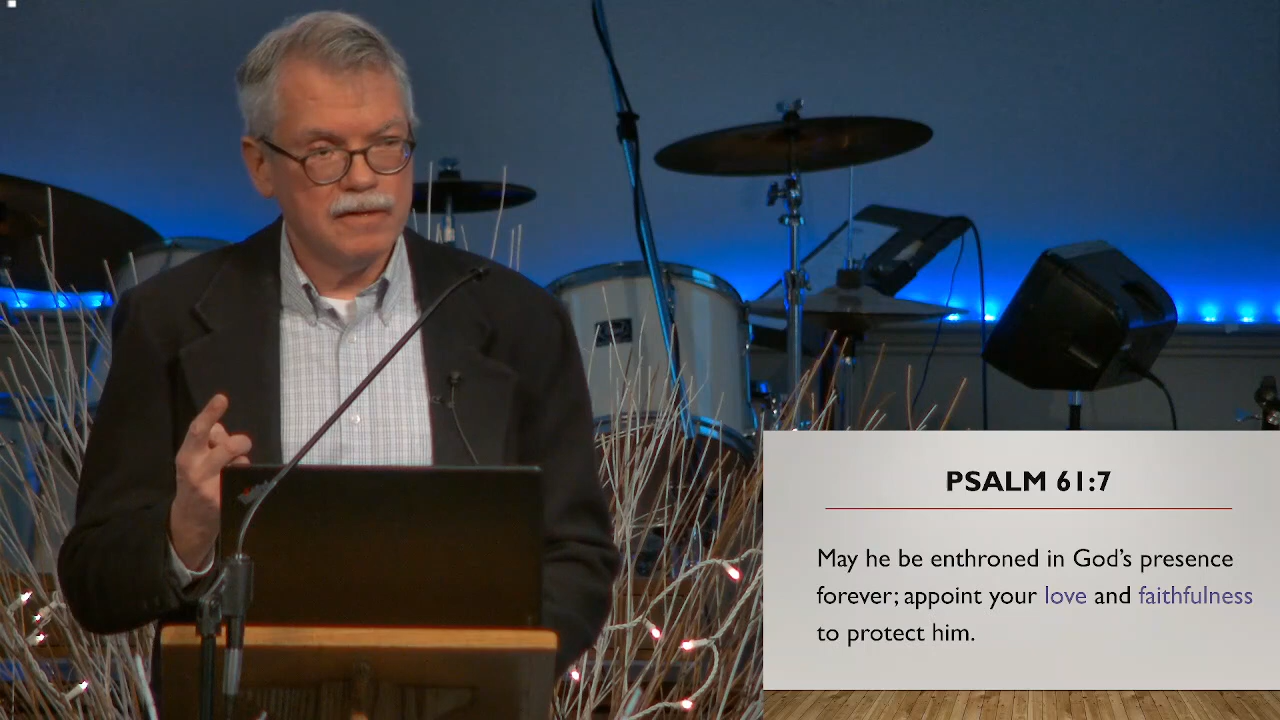 PSALM 61:7
May he be enthroned in God's presence
forever; appoint your love and faithfulness
to protect him.